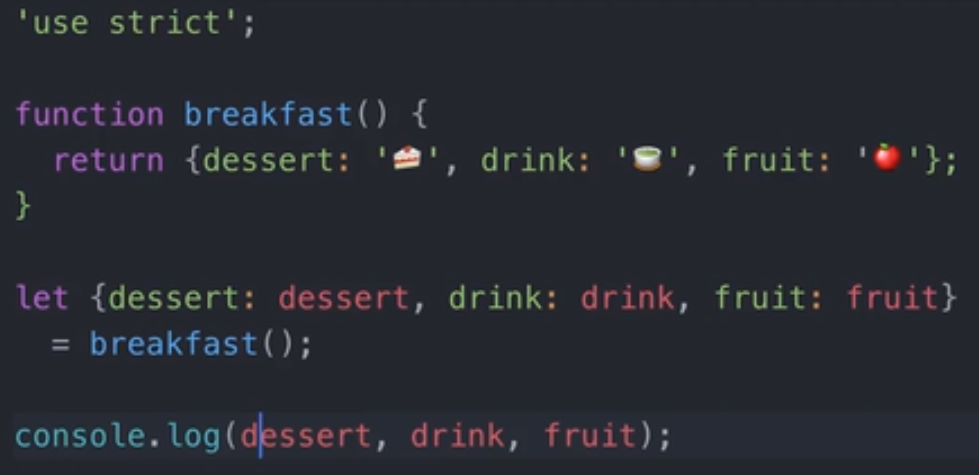 'use strict';
function breakfast() {
  return {dessert: '🍰', drink: '🍵', fruit: '🍎'};
}
let {dessert: dessert, drink: drink, fruit: fruit}
  = breakfast();
console.log(dessert, drink, fruit);